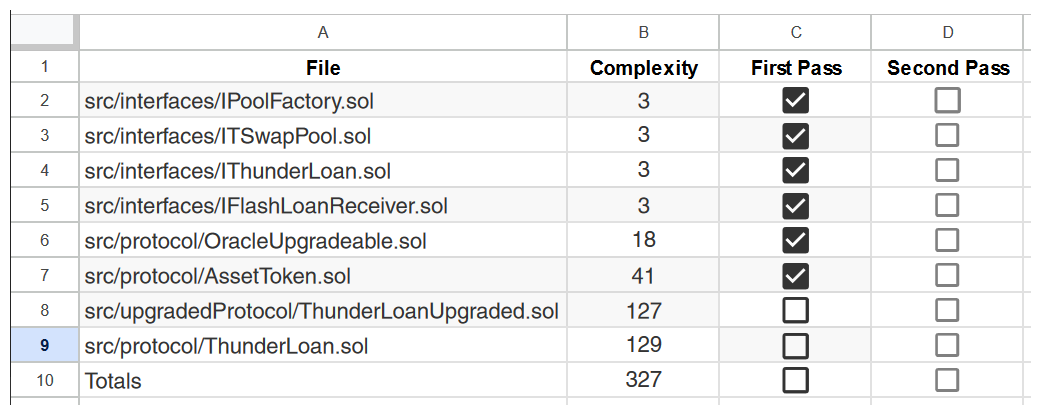 A B C D
1 File Complexity First Pass Second Pass
2 src/interfaces/IPoolFactory.sol 3
3 src/interfaces/ITSwapPool.sol 3
4 src/interfaces/IThunderLoan.sol 3
5 src/interfaces/IFlashLoanReceiver.sol 3
6 src/protocol/OracleUpgradeable.sol 18
7 src/protocol/AssetToken.sol 41
8 src/upgradedProtocol/ThunderLoanUpgraded.sol 127
9 src/protocol/ThunderLoan.sol 129
10 Totals 327